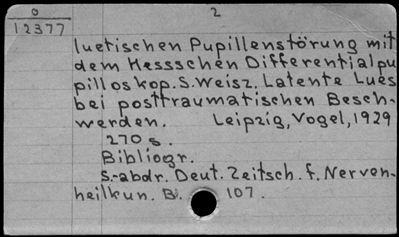 0 2
12377
luetischen Pupillenstörung mit
dem Hessschen Differentialpu
pilloskop. S. Weisz. Latente Lues
bei posttraumatischen Besch-
werden. Leipzig, Vogel, 1929
270 s.
Bibliogr.
S.-abdr. Deut. Zeitsch. f. Nerven-
heilkun. B. 107.